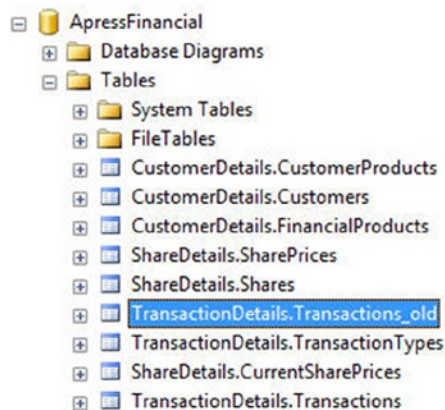 ApressFinancial
Database Diagrams
Tables
System Tables
FileTables
CustomerDetails.CustomerProducts
CustomerDetails.Customers
CustomerDetails.FinancialProducts
ShareDetails.SharePrices
ShareDetails.Shares
TransactionDetails.Transactions_old
TransactionDetails.TransactionTypes
ShareDetails.CurrentSharePrices
TransactionDetails.Transactions